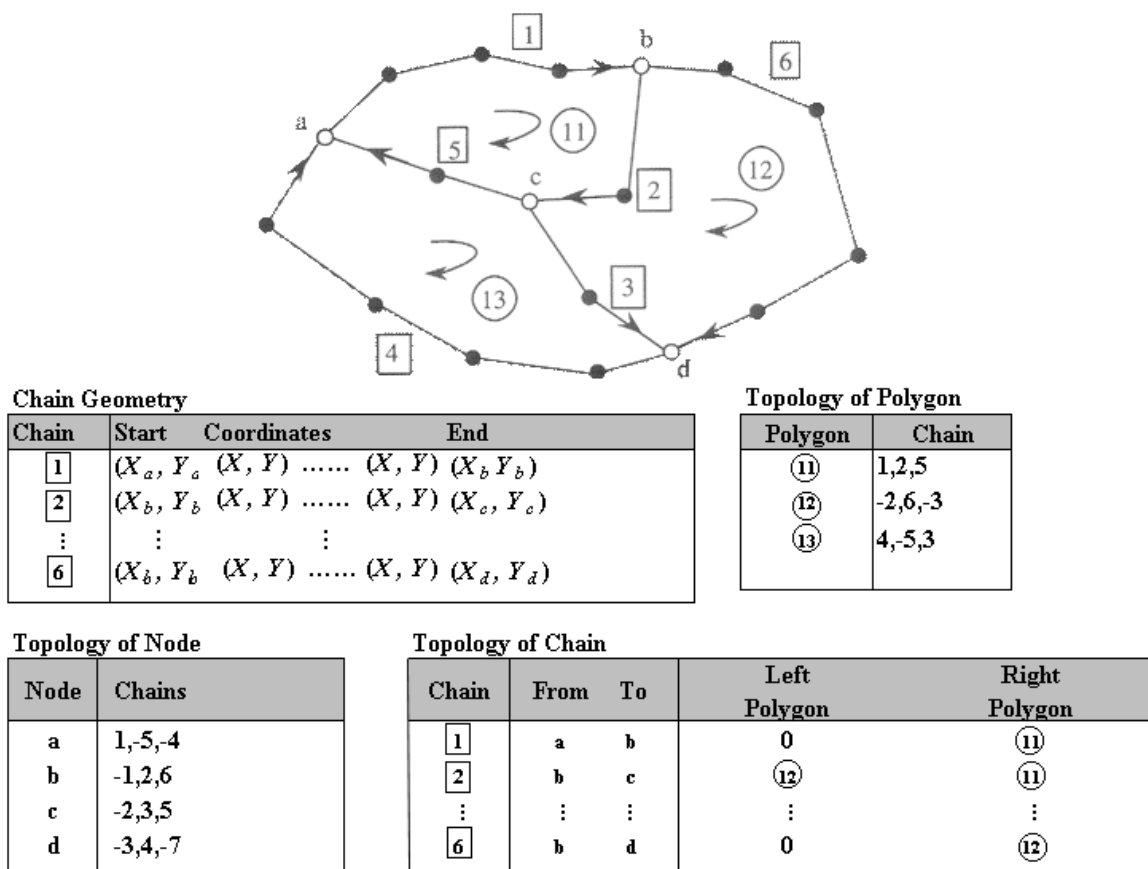 1
b
6
a
11
5
c
2
12
13
3
4
d
Chain Geometry
Chain Start Coordinates End
1 (Xa, Ya (X, Y) ...... (X, Y) (Xb Yb)
2 (Xb, Yb (X, Y) ...... (X, Y) (Xc, Yc)
⋮ ⋮ ⋮
6 (Xb, Yb (X, Y) ...... (X, Y) (Xd, Yd)
Topology of Polygon
Polygon Chain
11 1,2,5
12 -2,6,-3
13 4,-5,3
Topology of Node
Node Chains
a 1,-5,-4
b -1,2,6
c -2,3,5
d -3,4,-7
Topology of Chain
Chain From To Left Polygon Right Polygon
1 a b 0 11
2 b c 12 11
⋮ ⋮ ⋮ ⋮ ⋮
6 b d 0 12